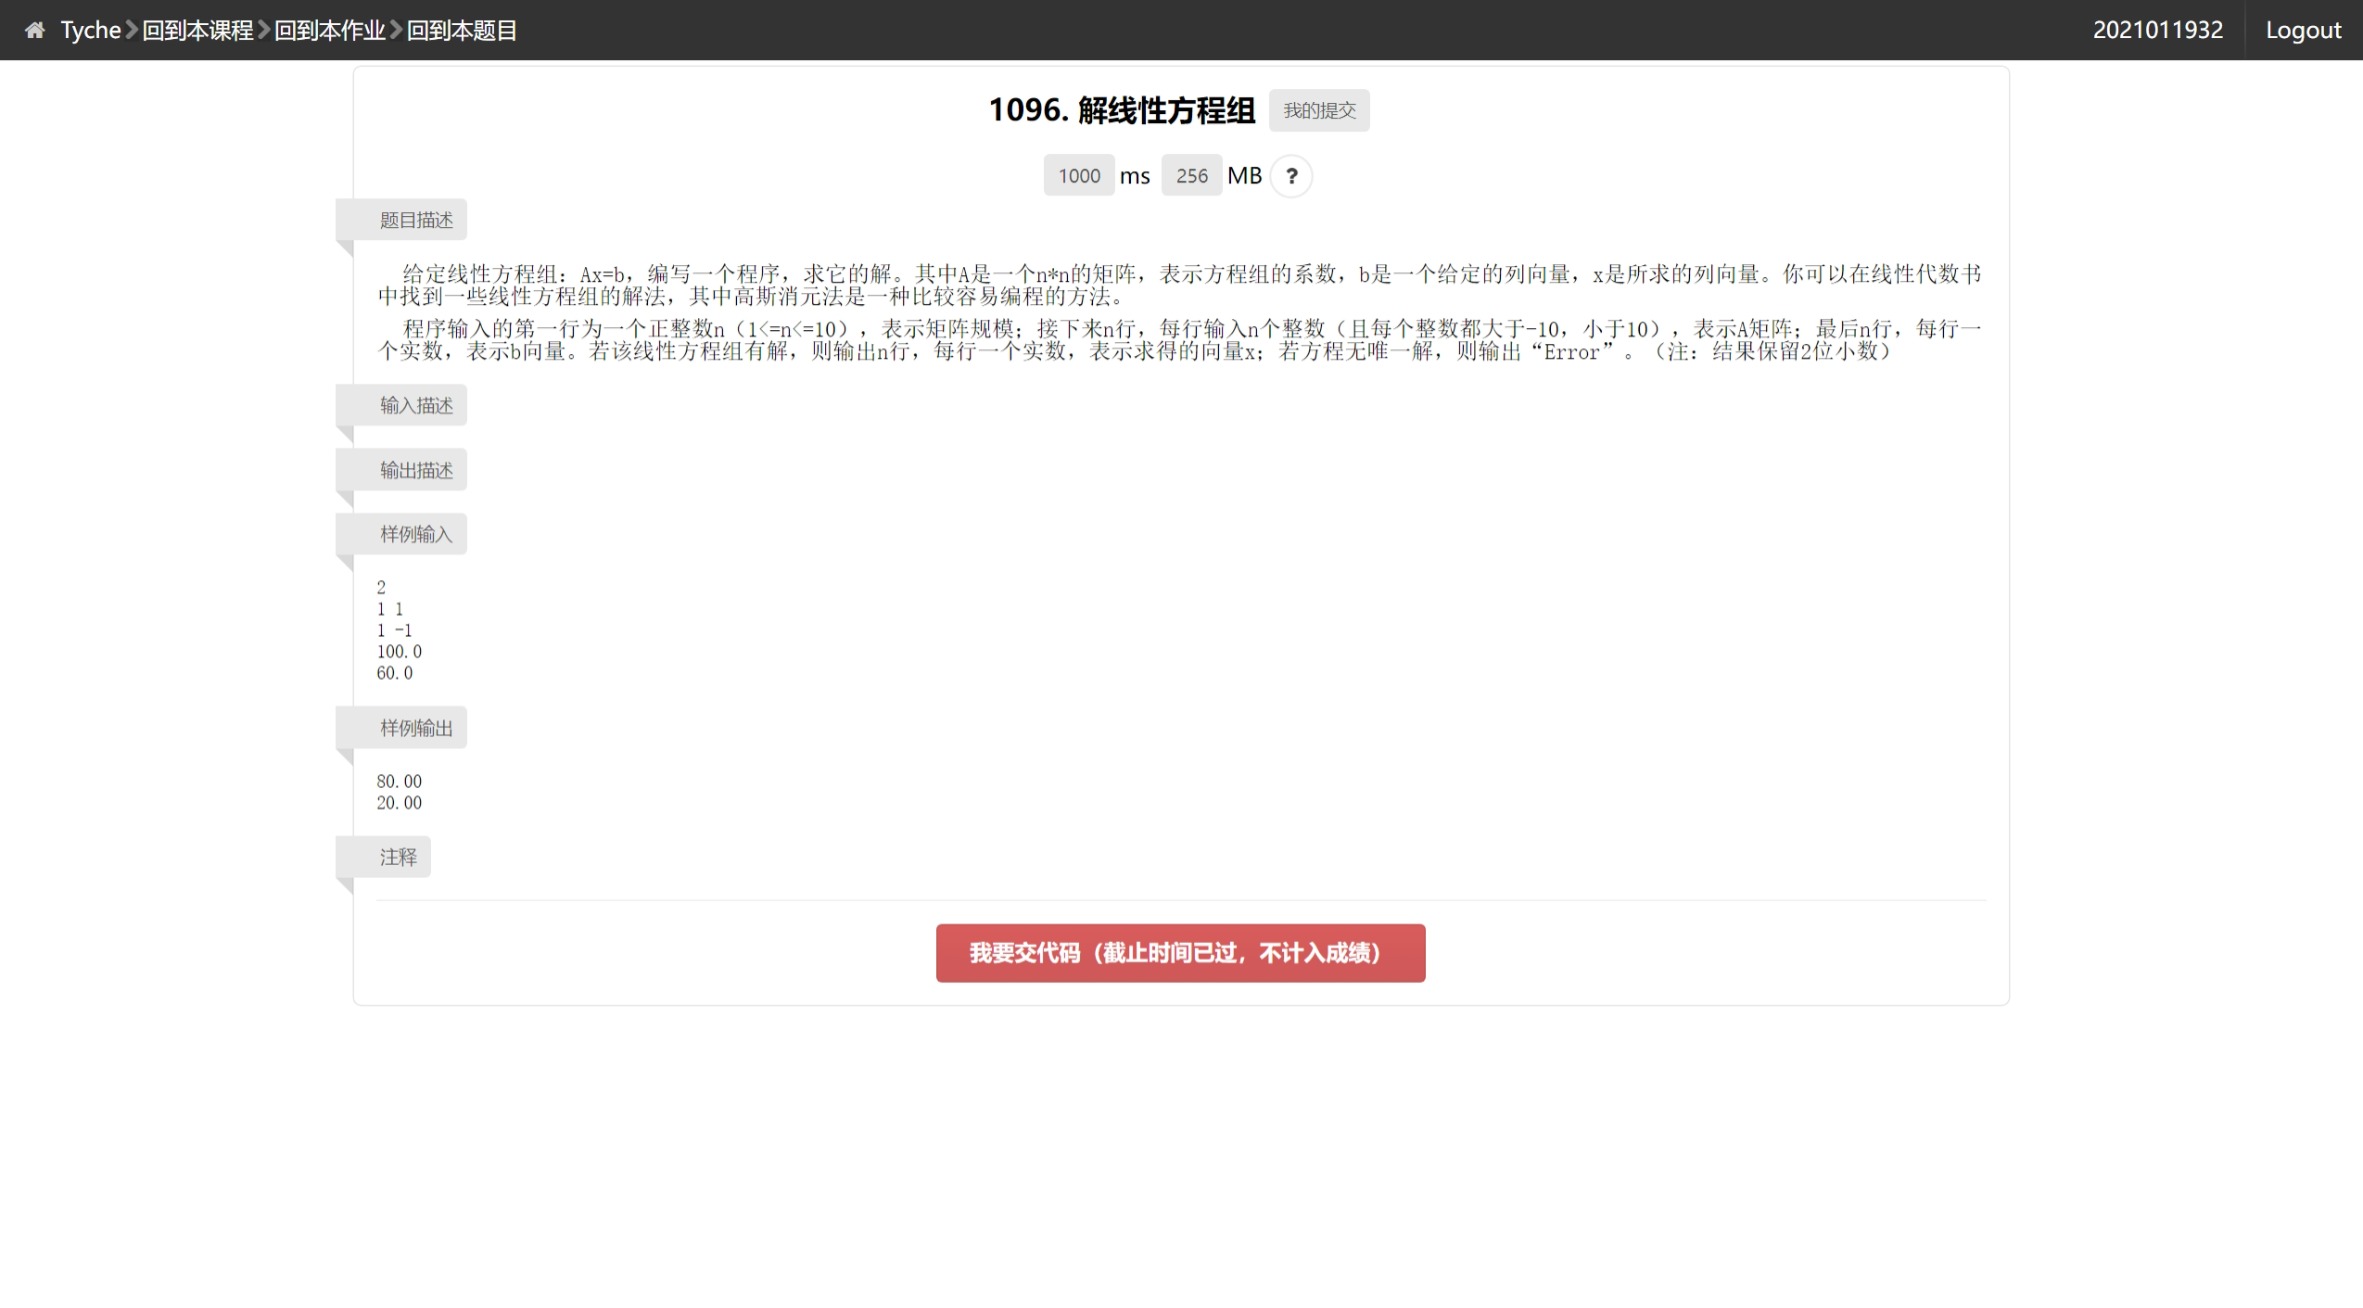 Tyche 回到本课程 回到本作业 回到本题目 2021011932 Logout
1096. 解线性方程组 我的提交
1000 ms 256 MB ?
题目描述
给定线性方程组：Ax=b，编写一个程序，求它的解。其中A是一个n*n的矩阵，表示方程组的系数，b是一个给定的列向量，x是所求的列向量。你可以在线性代数书
中找到一些线性方程组的解法，其中高斯消元法是一种比较容易编程的方法。
程序输入的第一行为一个正整数n（1<=n<=10），表示矩阵规模；接下来n行，每行输入n个整数（且每个整数都大于-10，小于10），表示A矩阵；最后n行，每行一
个实数，表示b向量。若该线性方程组有解，则输出n行，每行一个实数，表示求得的向量x；若方程无唯一解，则输出“Error”。（注：结果保留2位小数）
输入描述
输出描述
样例输入
2
1 1
1 -1
100.0
60.0
样例输出
80.00
20.00
注释
我要交代码（截止时间已过，不计入成绩）